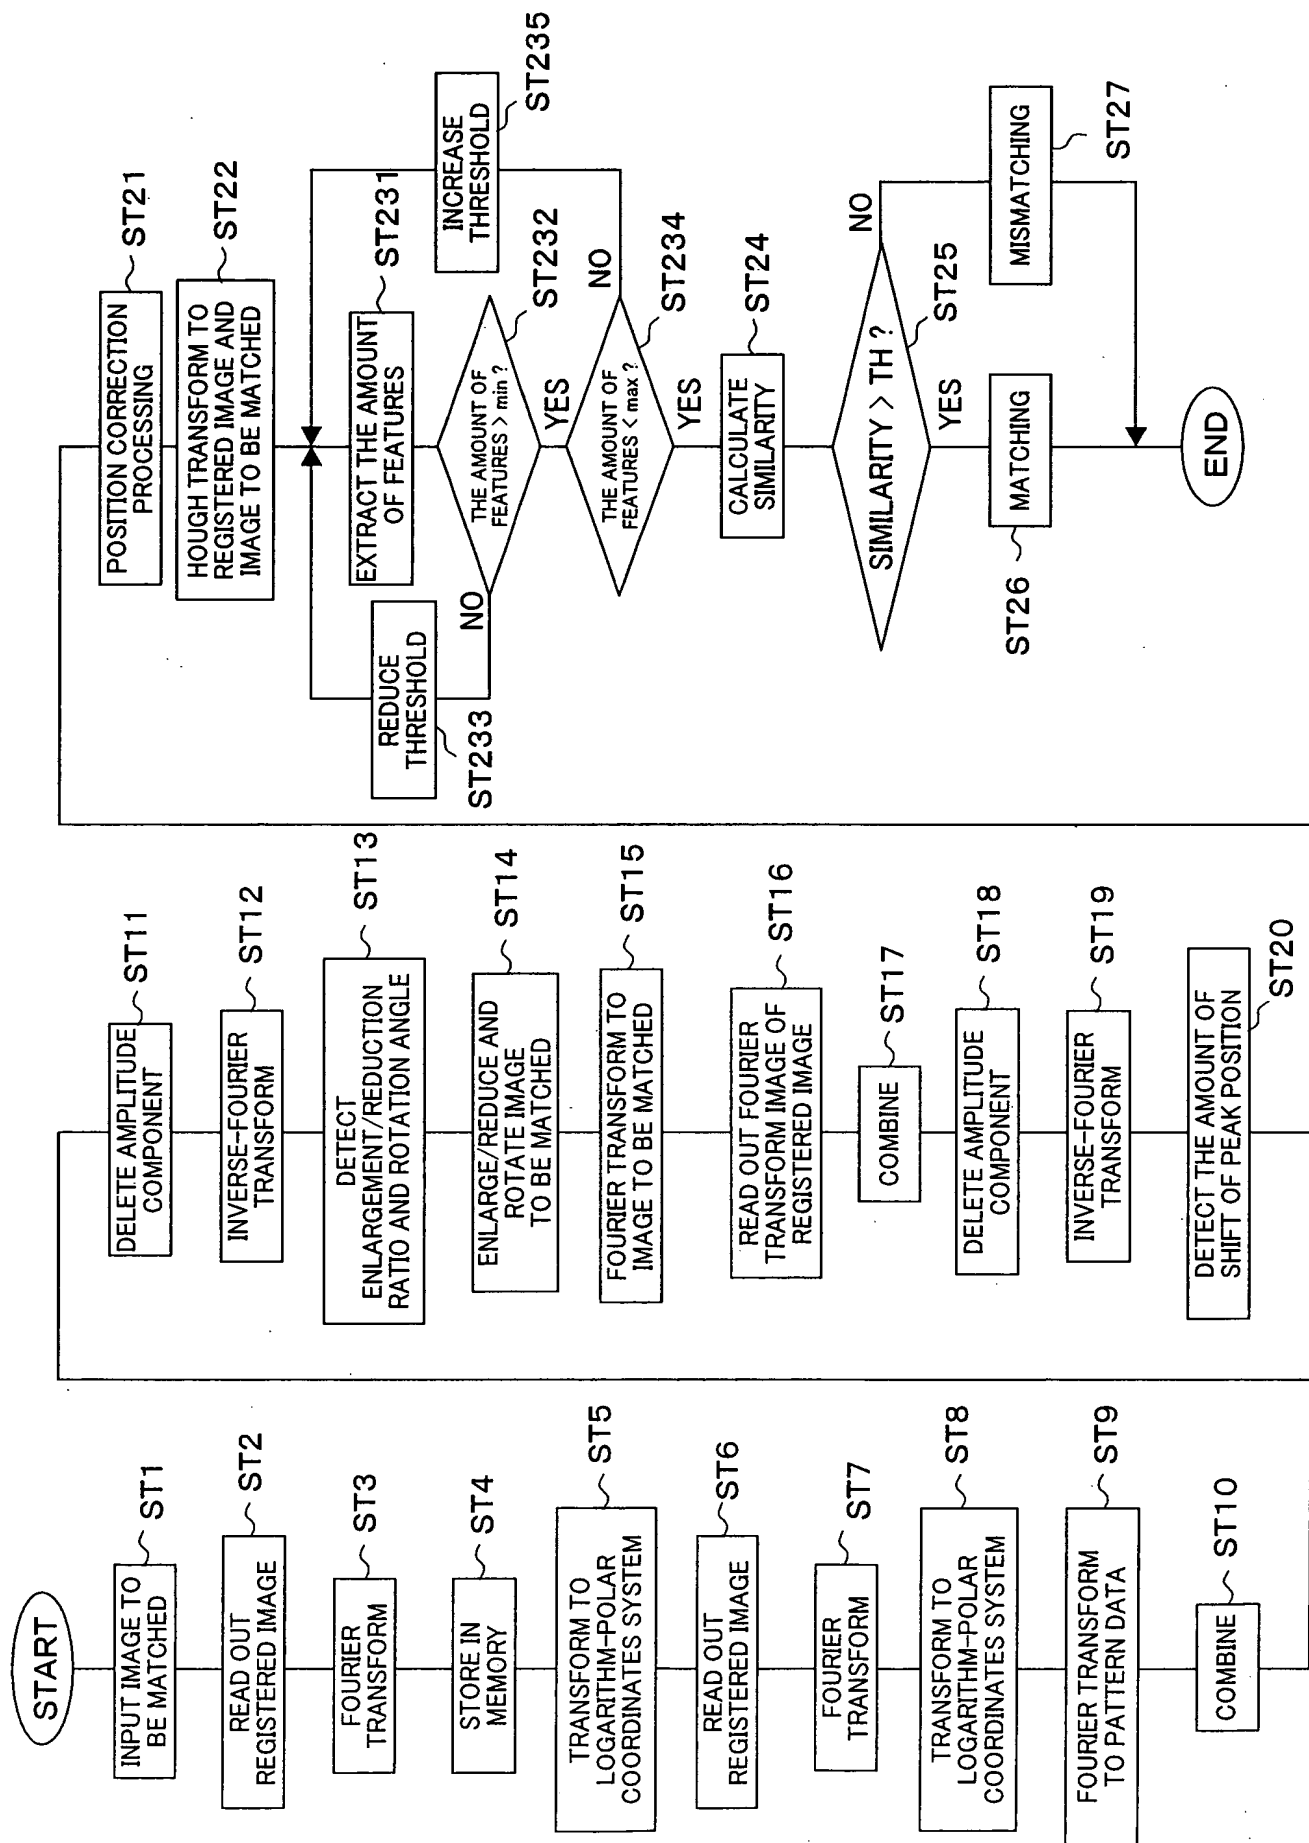 START
INPUT IMAGE TO
BE MATCHED
ST1
READ OUT
REGISTERED IMAGE
ST2
FOURIER
TRANSFORM
ST3
STORE IN
MEMORY
ST4
TRANSFORM TO
LOGARITHM-POLAR
COORDINATES SYSTEM
ST5
READ OUT
REGISTERED IMAGE
ST6
FOURIER
TRANSFORM
ST7
TRANSFORM TO
LOGARITHM-POLAR
COORDINATES SYSTEM
ST8
FOURIER TRANSFORM
TO PATTERN DATA
ST9
COMBINE
ST10
DELETE AMPLITUDE
COMPONENT
ST11
INVERSE-FOURIER
TRANSFORM
ST12
DETECT
ENLARGEMENT/REDUCTION
RATIO AND ROTATION ANGLE
ST13
ENLARGE/REDUCE AND
ROTATE IMAGE
TO BE MATCHED
ST14
FOURIER TRANSFORM TO
IMAGE TO BE MATCHED
ST15
READ OUT FOURIER
TRANSFORM IMAGE OF
REGISTERED IMAGE
ST16
COMBINE
ST17
DELETE AMPLITUDE
COMPONENT
ST18
INVERSE-FOURIER
TRANSFORM
ST19
DETECT THE AMOUNT OF
SHIFT OF PEAK POSITION
ST20
POSITION CORRECTION
PROCESSING
ST21
HOUGH TRANSFORM TO
REGISTERED IMAGE AND
IMAGE TO BE MATCHED
ST22
EXTRACT THE AMOUNT
OF FEATURES
ST231
THE AMOUNT OF
FEATURES > min ?
ST232
NO
REDUCE
THRESHOLD
ST233
YES
THE AMOUNT OF
FEATURES < max ?
ST234
NO
INCREASE
THRESHOLD
ST235
YES
CALCULATE
SIMILARITY
ST24
SIMILARITY > TH ?
ST25
YES
NO
MATCHING
ST26
MISMATCHING
ST27
END